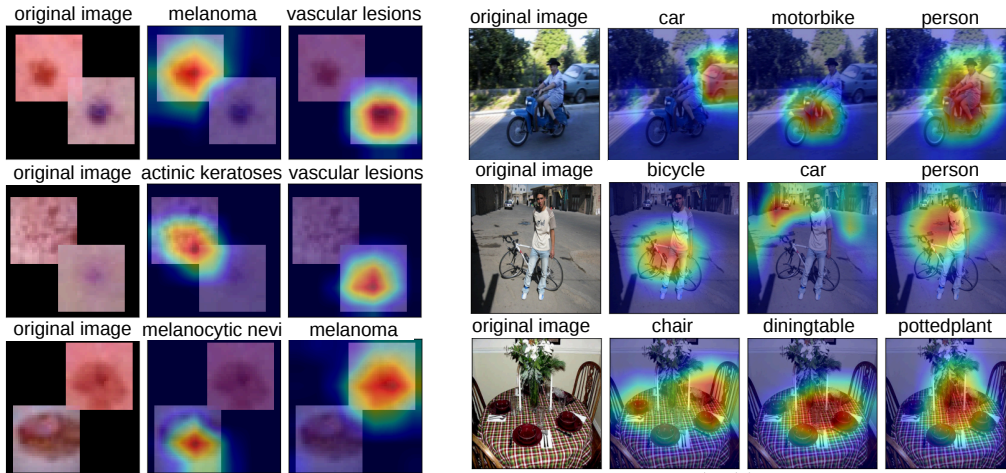 original image melanoma vascular lesions
original image car motorbike person
original image actinic keratoses vascular lesions
original image bicycle car person
original image melanocytic nevi melanoma
original image chair diningtable pottedplant